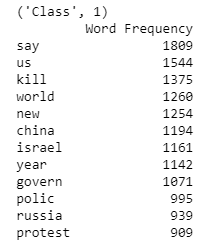 ('Class', 1)
Word Frequency
say 1809
us 1544
kill 1375
world 1260
new 1254
china 1194
israel 1161
year 1142
govern 1071
polic 995
russia 939
protest 909